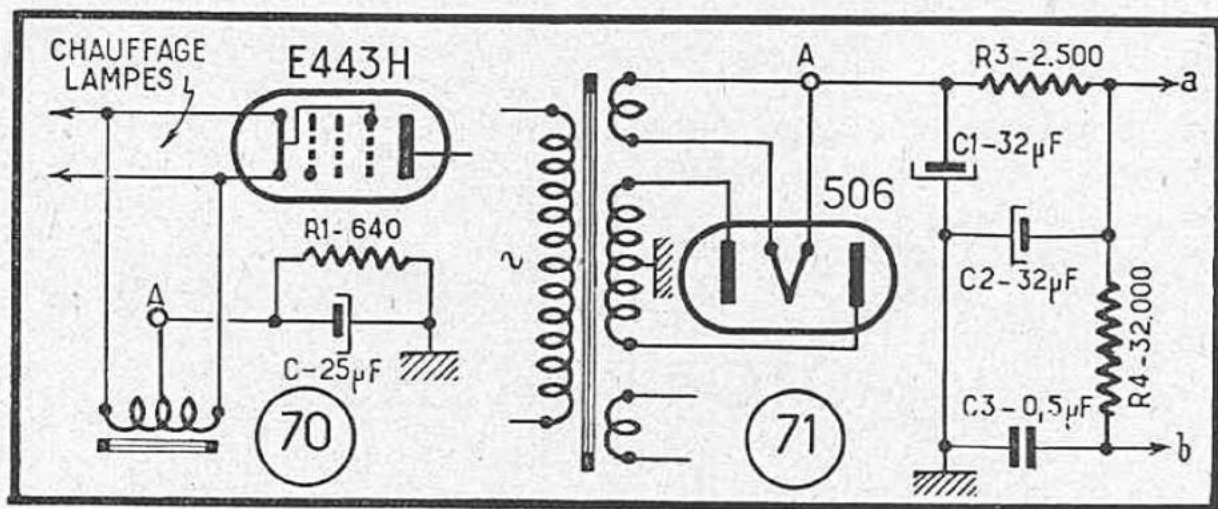 CHAUFFAGE
LAMPES
E443H
R1-640
A
C-25µF
70
~
A
506
71
R3-2.500
a
C1-32µF
C2-32µF
R4-32.000
C3-0,5µF
b